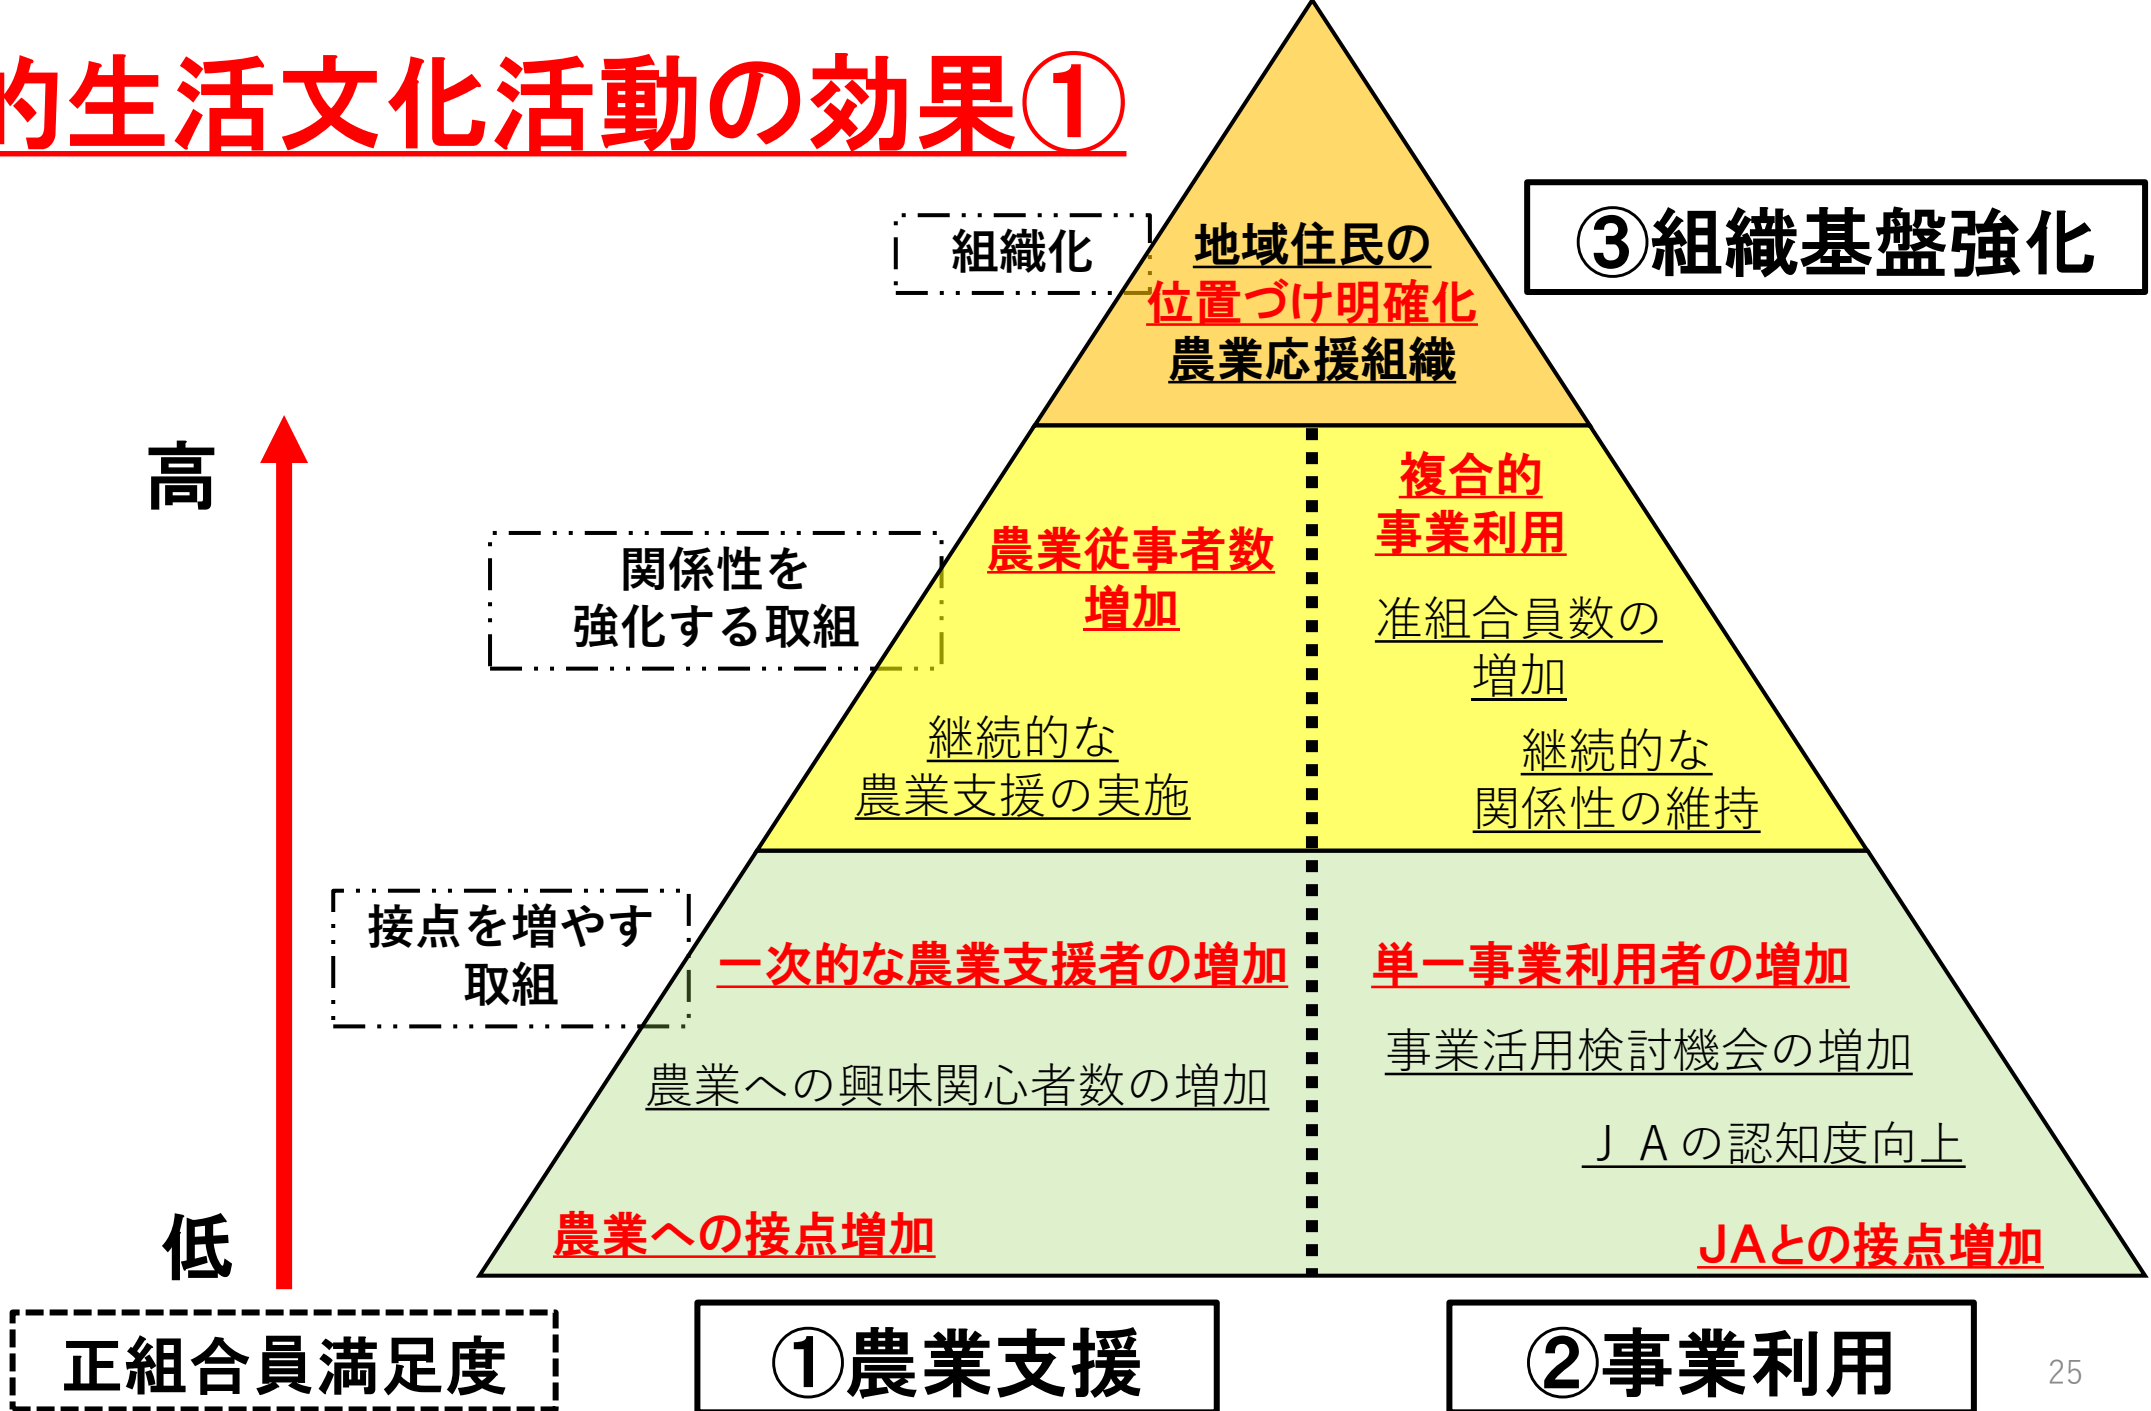 的生活文化活動の効果①
組織化
地域住民の
位置づけ明確化
農業応援組織
③組織基盤強化
高
関係性を
強化する取組
農業従事者数
増加
継続的な
農業支援の実施
複合的
事業利用
准組合員数の
増加
継続的な
関係性の維持
接点を増やす
取組
一次的な農業支援者の増加
農業への興味関心者数の増加
農業への接点増加
単一事業利用者の増加
事業活用検討機会の増加
ＪＡの認知度向上
JAとの接点増加
低
正組合員満足度
①農業支援
②事業利用
25